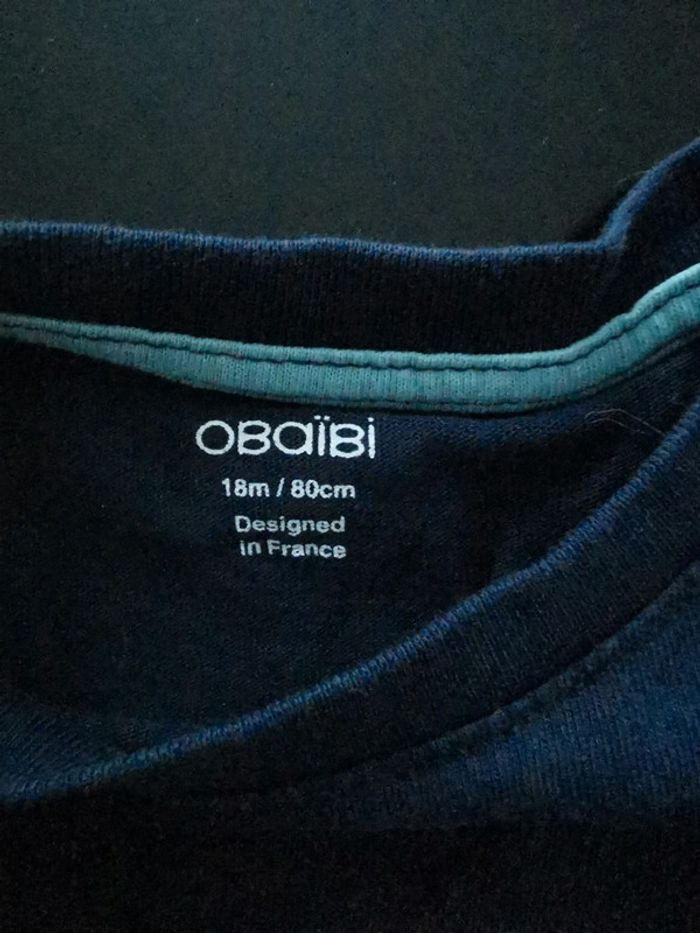 OBaïBi
18m / 80cm
Designed
in France